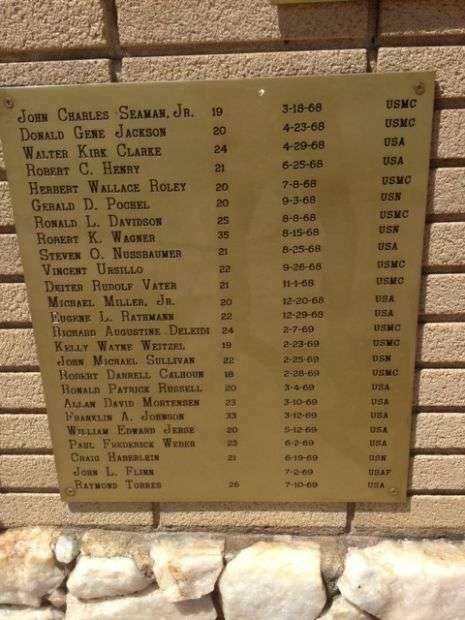 John Charles Seaman, Jr. 19 3-18-68 USMC
Donald Gene Jackson 20 4-23-68 USMC
Walter Kirk Clarke 24 4-29-68 USA
Robert C. Henry 21 6-25-68 USA
Herbert Wallace Roley 20 7-8-68 USMC
Gerald D. Pochel 20 9-3-68 USN
Ronald L. Davidson 25 8-8-68 USMC
Robert K. Wagner 35 8-15-68 USN
Steven O. Nussbaumer 21 8-25-68 USA
Vincent Ursillo 22 9-26-68 USMC
Deiter Rudolf Vater 21 11-1-68 USMC
Michael Miller, Jr. 20 12-20-68 USA
Eugene L. Rathmann 22 12-29-68 USA
Richard Augustine Deleidi 24 2-7-69 USMC
Kelly Wayne Weitzel 19 2-23-69 USMC
John Michael Sullivan 22 2-25-69 USN
Robert Darrell Calhoun 18 2-28-69 USMC
Ronald Patrick Russell 20 3-4-69 USA
Allan David Mortensen 23 3-10-69 USA
Franklin A. Johnson 33 3-12-69 USA
William Edward Jerse 20 5-12-69 USA
Paul Frederick Weber 23 6-2-69 USA
Craig Haberlein 21 6-19-69 USN
John L. Flinn 7-2-69 USAF
Raymond Torres 26 7-10-69 USA